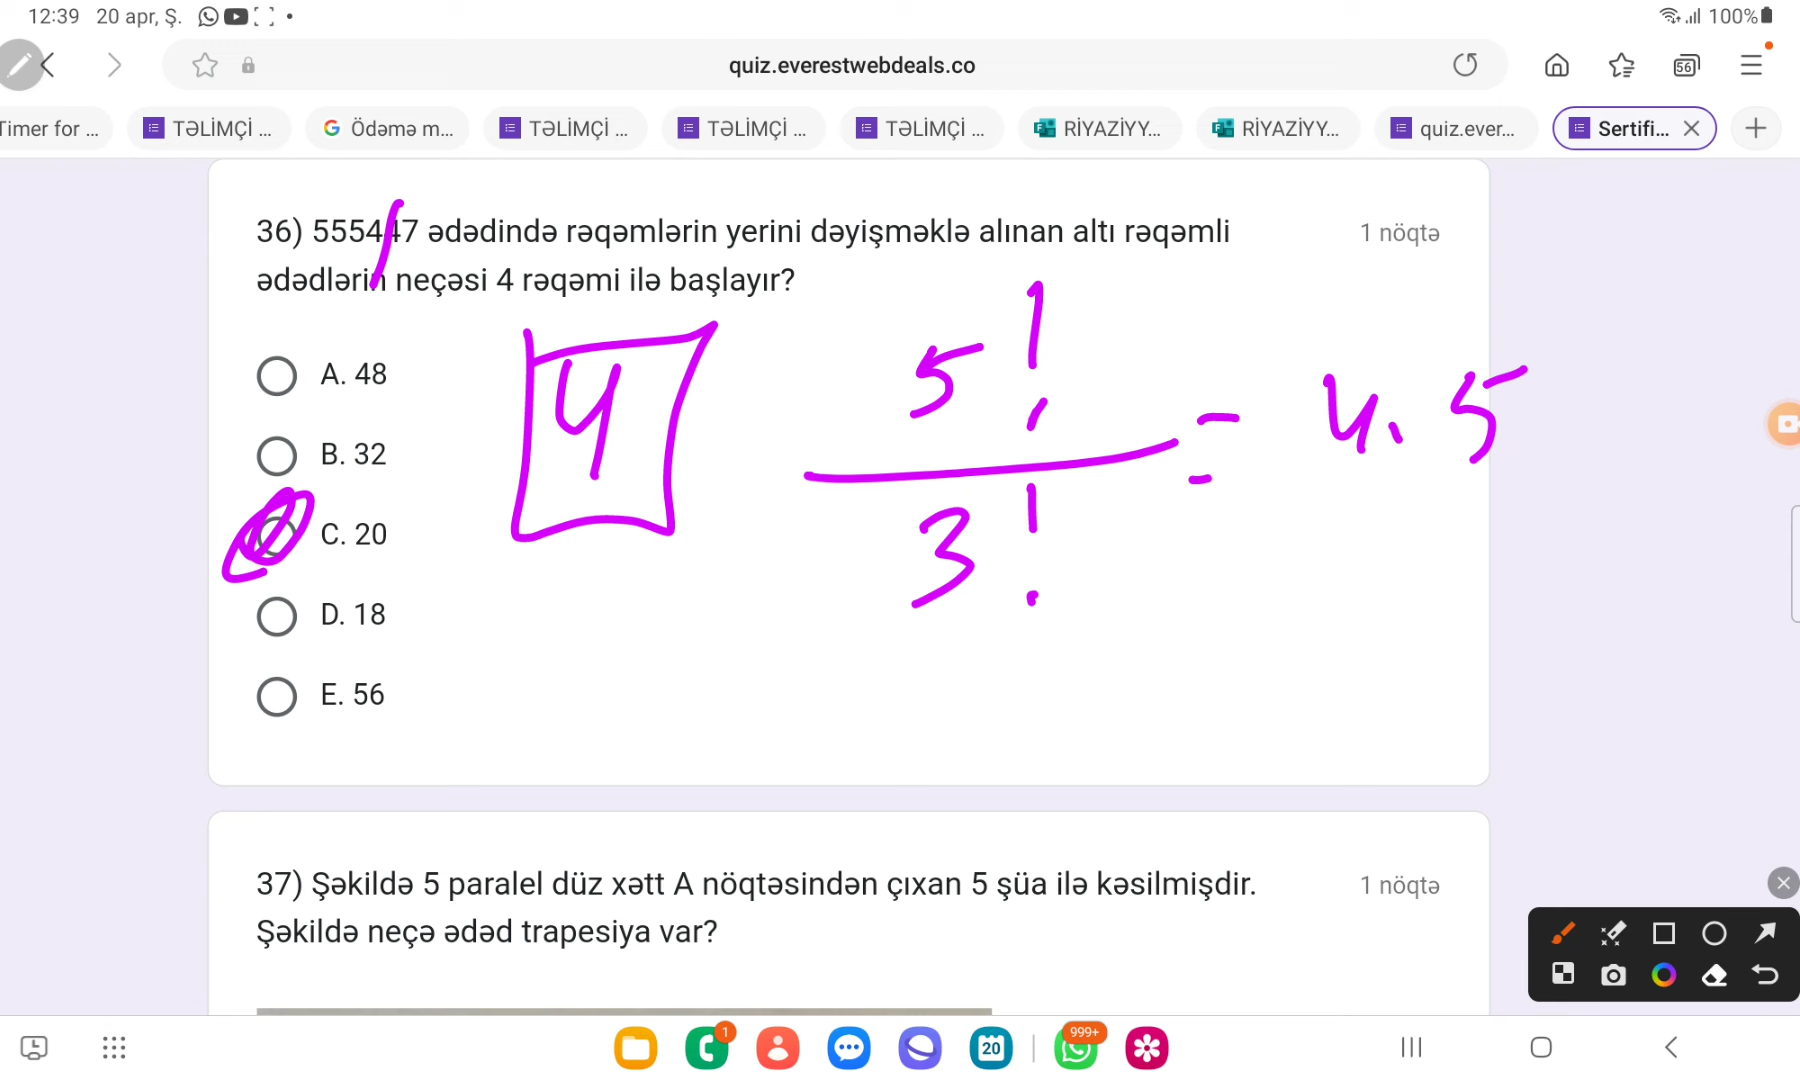 12:39 20 apr, Ş. 100%
quiz.everestwebdeals.co 56
Timer for ... TƏLİMÇİ ... Ödəmə m... TƏLİMÇİ ... TƏLİMÇİ ... TƏLİMÇİ ... RİYAZİYY... RİYAZİYY... quiz.ever... Sertifi...
36) 555447 ədədində rəqəmlərin yerini dəyişməklə alınan altı rəqəmli 1 nöqtə
ədədlərin neçəsi 4 rəqəmi ilə başlayır?
A. 48
B. 32
C. 20
D. 18
E. 56
4
5!
3!
= 4.5
37) Şəkildə 5 paralel düz xətt A nöqtəsindən çıxan 5 şüa ilə kəsilmişdir. 1 nöqtə
Şəkildə neçə ədəd trapesiya var?
1 20 999+